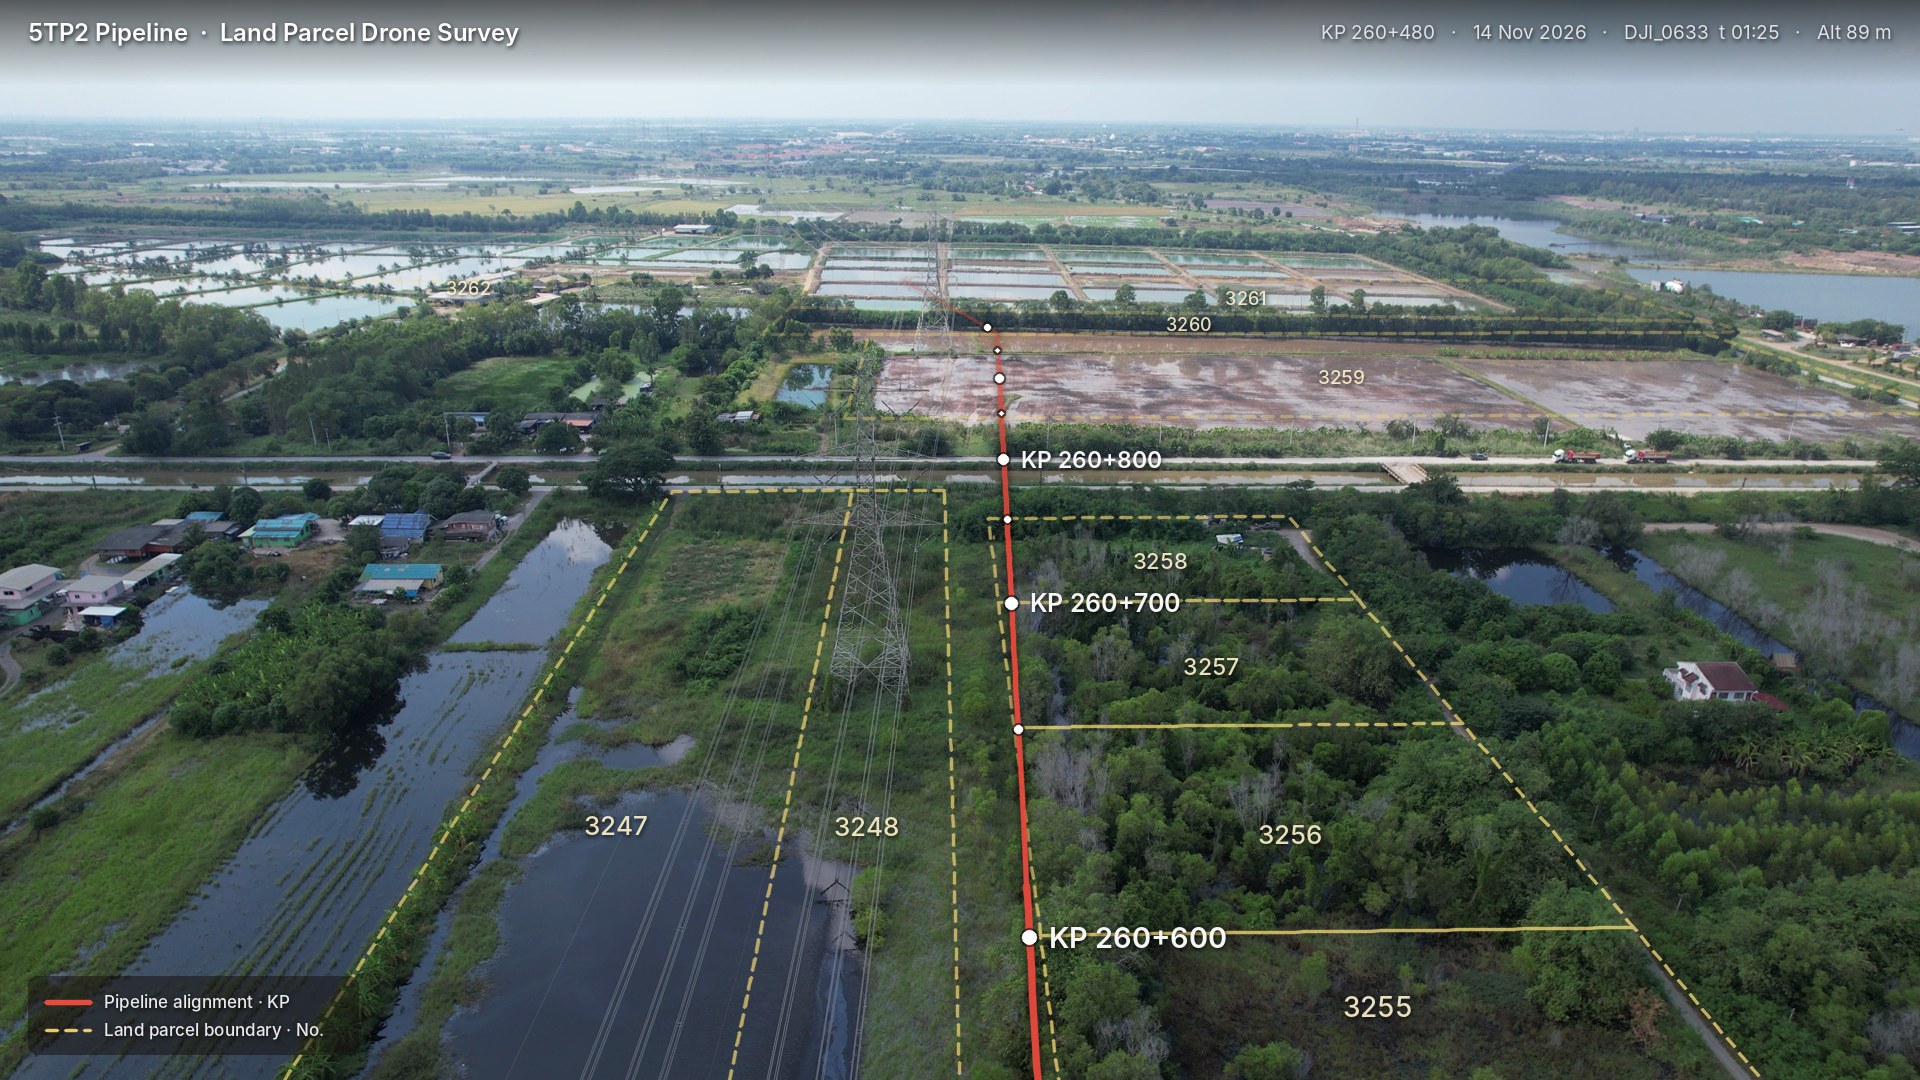 5TP2 Pipeline · Land Parcel Drone Survey
KP 260+480 · 14 Nov 2026 · DJI_0633 t 01:25 · Alt 89 m
3262
3261
3260
3259
KP 260+800
3258
KP 260+700
3257
3247
3248
3256
KP 260+600
3255
Pipeline alignment · KP
Land parcel boundary · No.